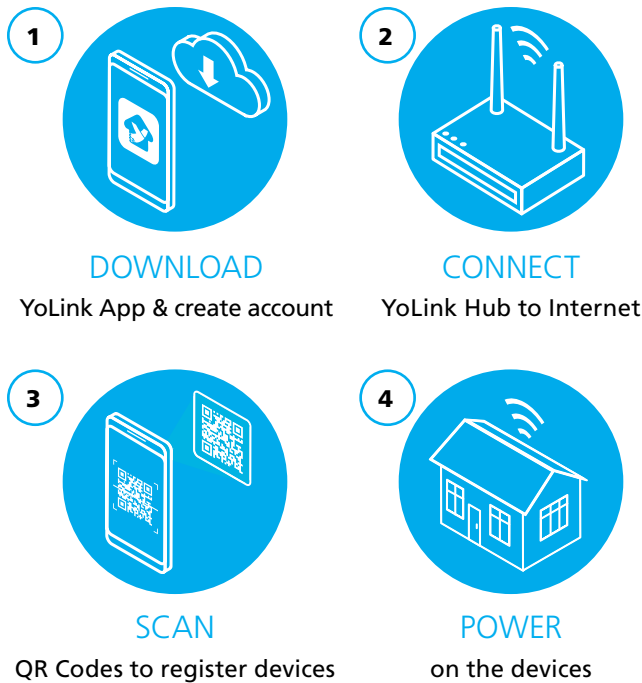 1
DOWNLOAD
YoLink App & create account
2
CONNECT
YoLink Hub to Internet
3
SCAN
QR Codes to register devices
4
POWER
on the devices